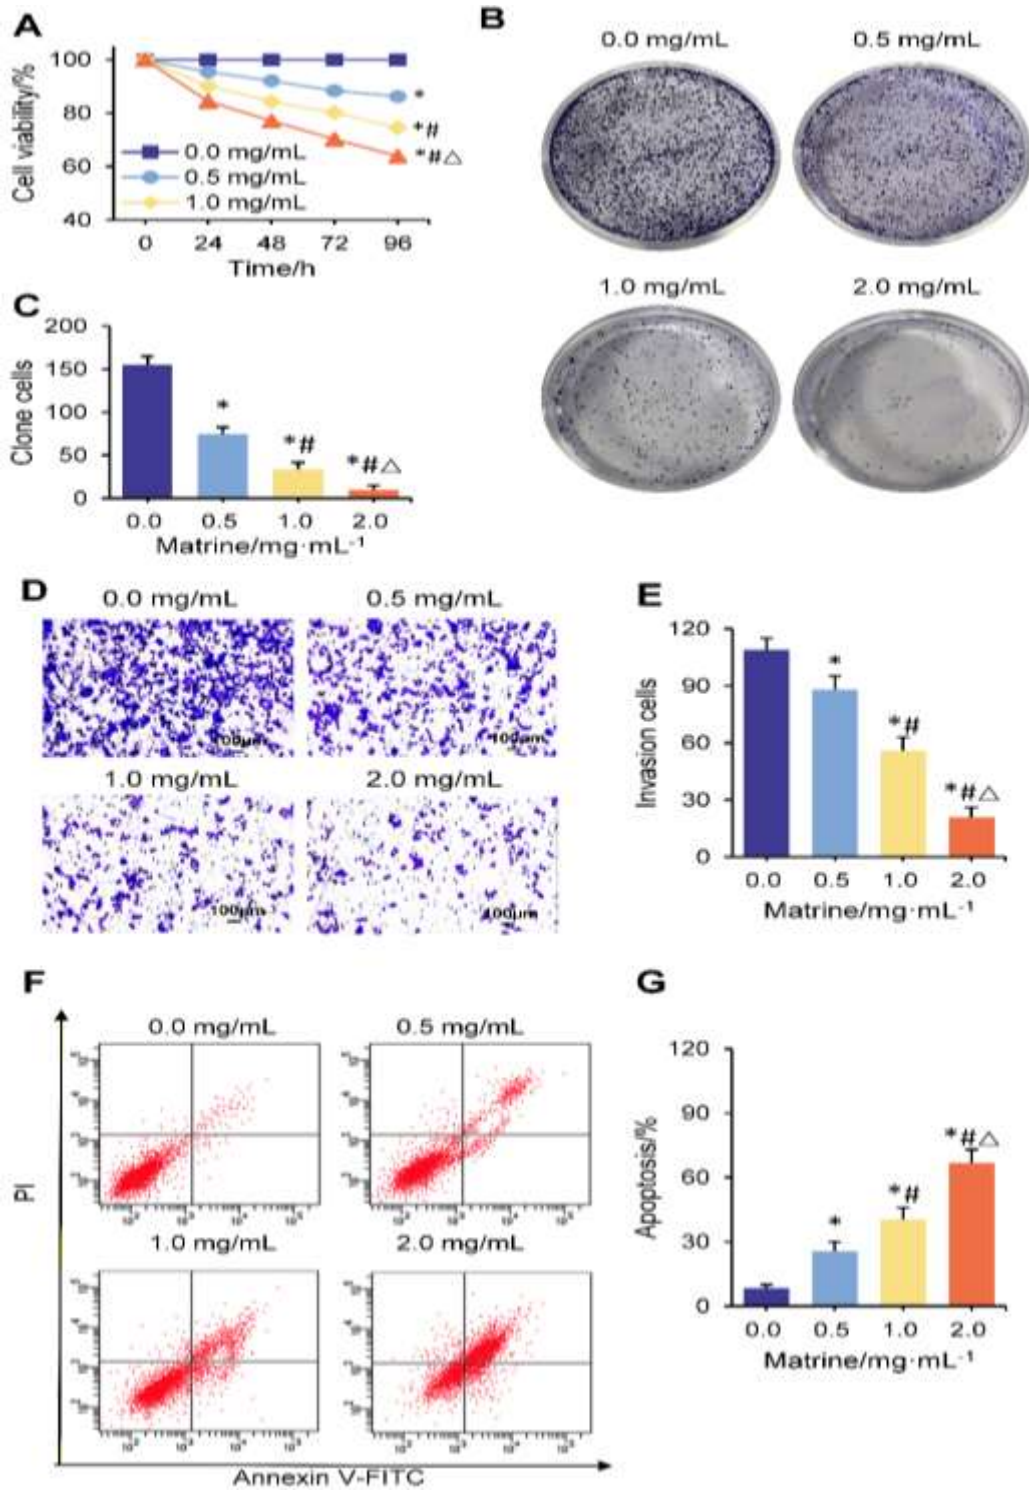 A
Cell viability/%
100
80
60
40
0.0 mg/mL
0.5 mg/mL
1.0 mg/mL
*
*#
*#△
0 24 48 72 96
Time/h
B
0.0 mg/mL 0.5 mg/mL
1.0 mg/mL 2.0 mg/mL
C
Clone cells
200
150
100
50
0
*
*#
*#△
0.0 0.5 1.0 2.0
Matrine/mg·mL⁻¹
D
0.0 mg/mL 0.5 mg/mL
100μm 100μm
1.0 mg/mL 2.0 mg/mL
100μm 100μm
E
Invasion cells
120
90
60
30
0
*
*#
*#△
0.0 0.5 1.0 2.0
Matrine/mg·mL⁻¹
F
PI
0.0 mg/mL 0.5 mg/mL
1.0 mg/mL 2.0 mg/mL
Annexin V-FITC
G
Apoptosis/%
120
90
60
30
0
*
*#
*#△
0.0 0.5 1.0 2.0
Matrine/mg·mL⁻¹